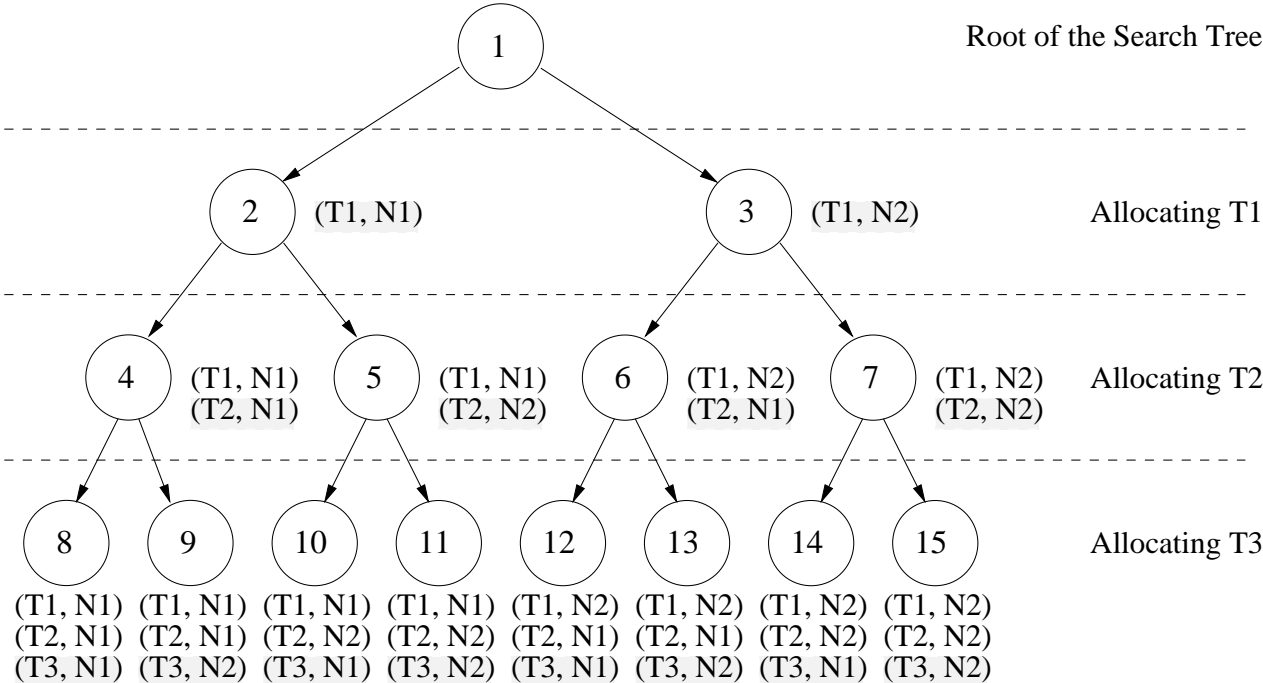 1
Root of the Search Tree
2
(T1, N1)
3
(T1, N2)
Allocating T1
4
(T1, N1)
(T2, N1)
5
(T1, N1)
(T2, N2)
6
(T1, N2)
(T2, N1)
7
(T1, N2)
(T2, N2)
Allocating T2
8
9
10
11
12
13
14
15
Allocating T3
(T1, N1) (T1, N1) (T1, N1) (T1, N1) (T1, N2) (T1, N2) (T1, N2) (T1, N2)
(T2, N1) (T2, N1) (T2, N2) (T2, N2) (T2, N1) (T2, N1) (T2, N2) (T2, N2)
(T3, N1) (T3, N2) (T3, N1) (T3, N2) (T3, N1) (T3, N2) (T3, N1) (T3, N2)